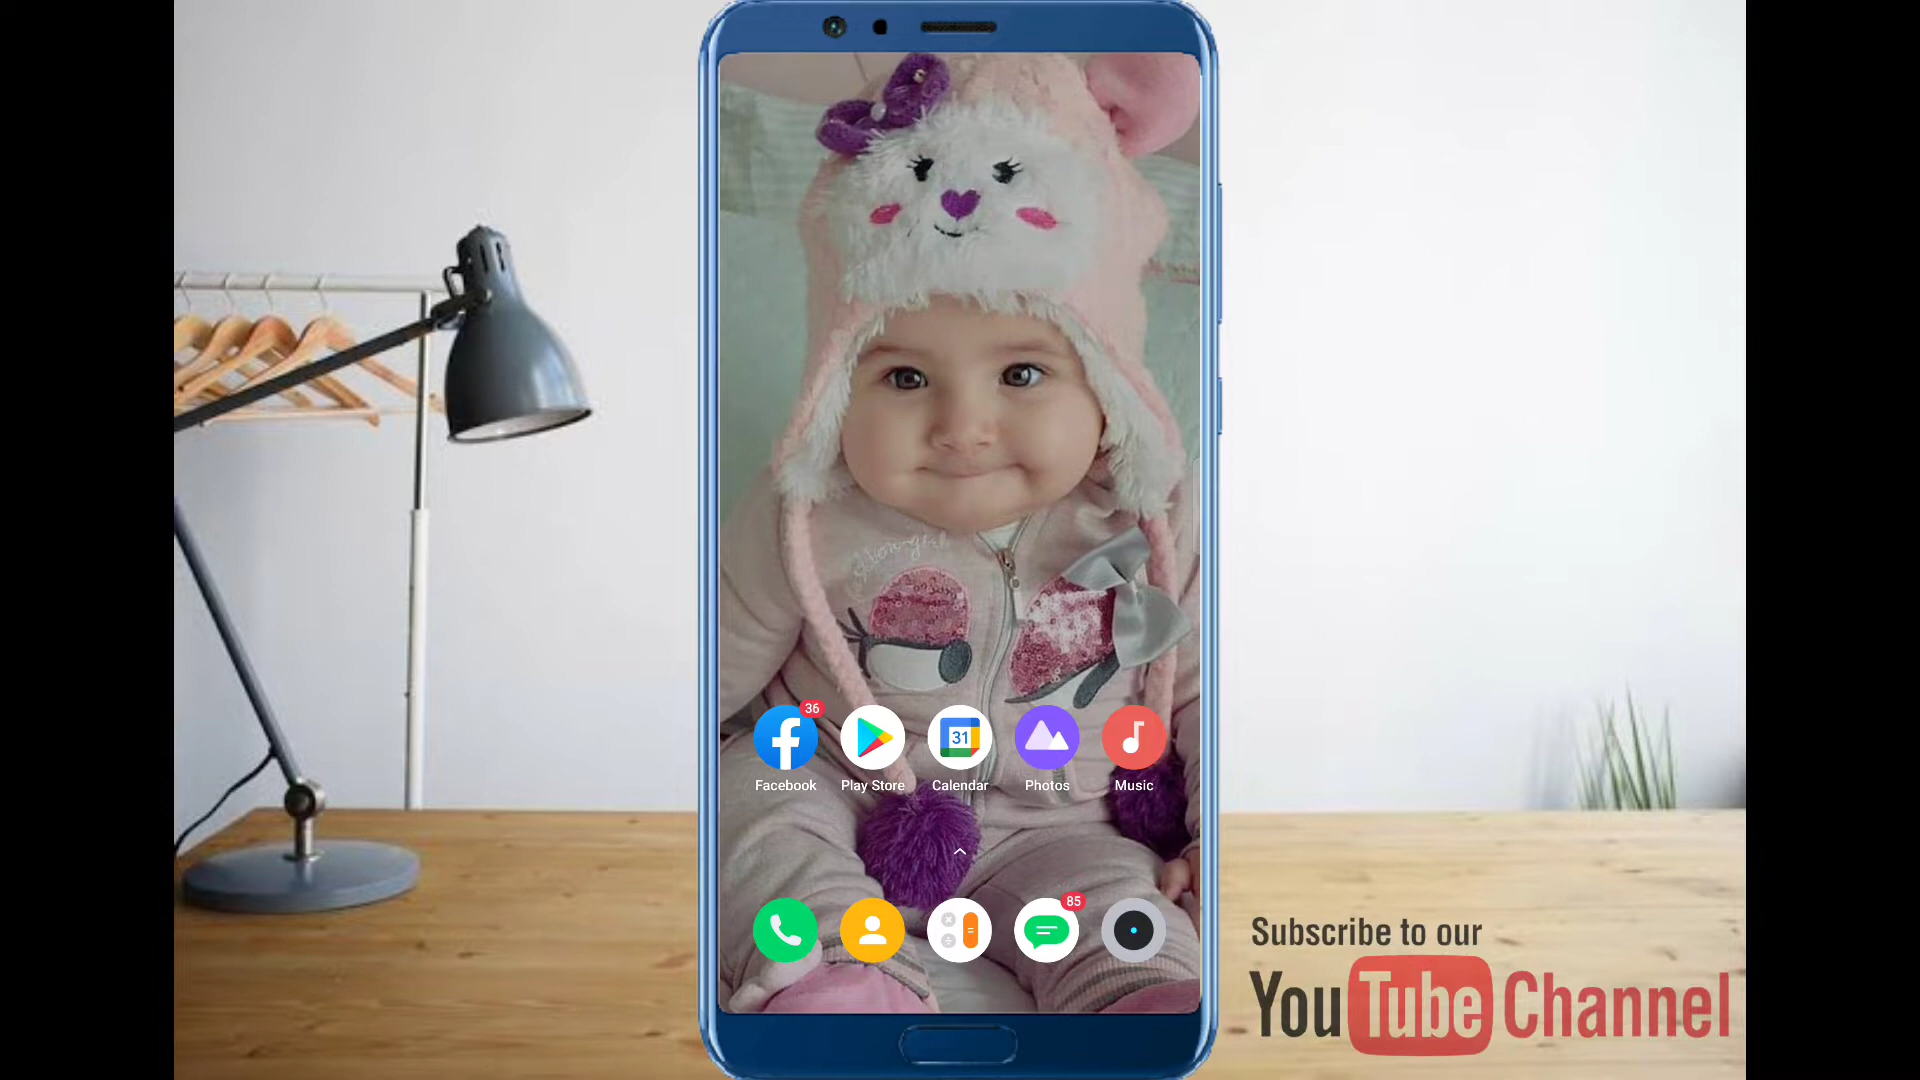 36
31
Facebook
Play Store
Calendar
Photos
Music
85
Subscribe to our
YouTube Channel